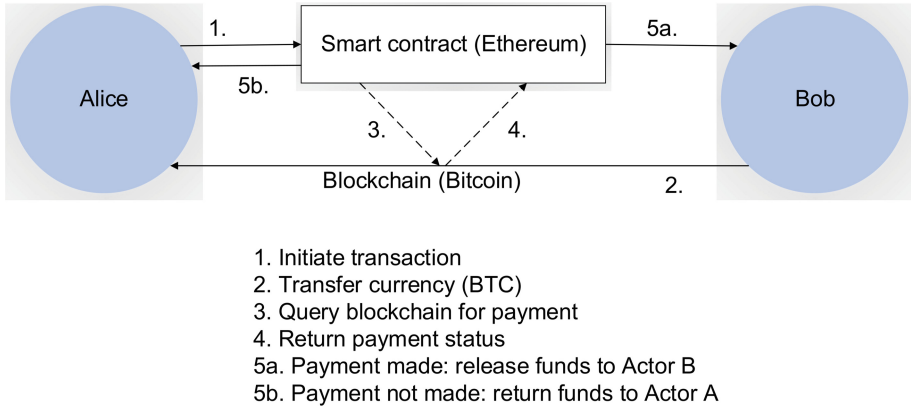 1.
Smart contract (Ethereum)
5a.
Alice
5b.
Bob
3.
4.
Blockchain (Bitcoin)
2.
1. Initiate transaction
2. Transfer currency (BTC)
3. Query blockchain for payment
4. Return payment status
5a. Payment made: release funds to Actor B
5b. Payment not made: return funds to Actor A